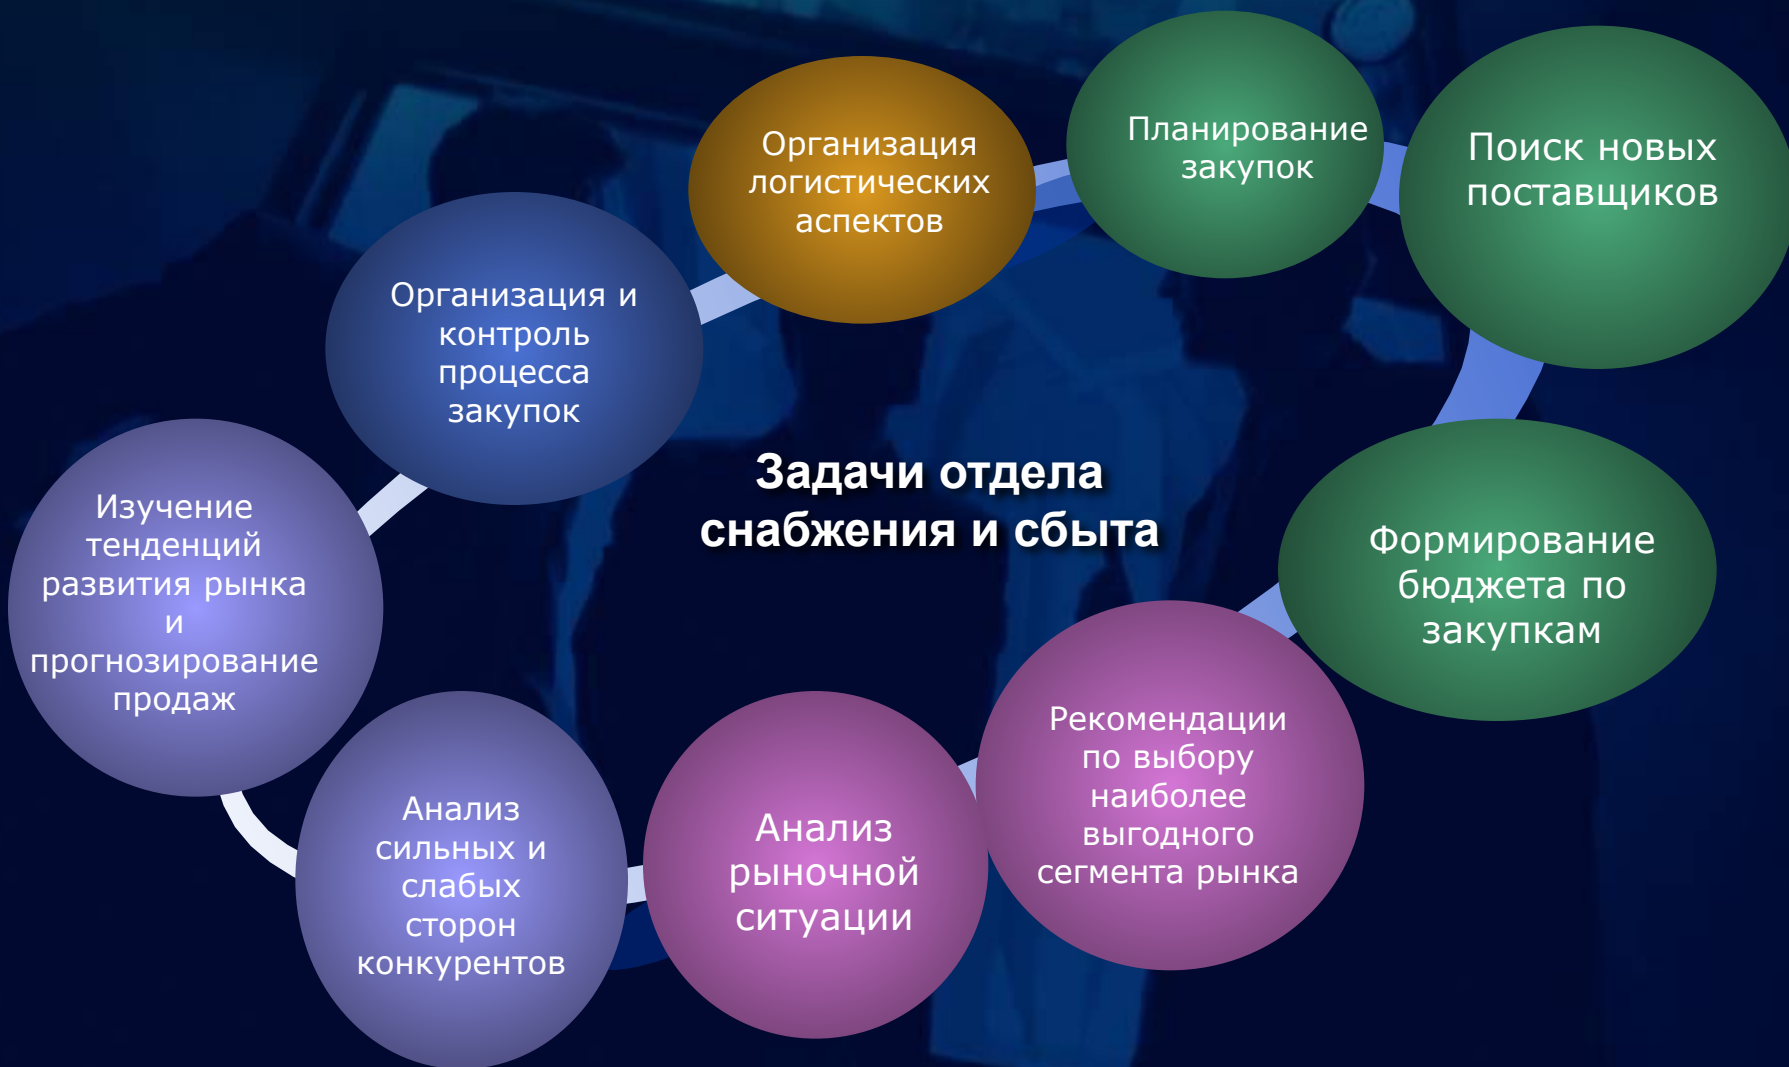 Организация
логистических
аспектов
Планирование
закупок
Поиск новых
поставщиков
Организация и
контроль
процесса
закупок
Задачи отдела
снабжения и сбыта
Изучение
тенденций
развития рынка
и
прогнозирование
продаж
Формирование
бюджета по
закупкам
Анализ
сильных и
слабых
сторон
конкурентов
Анализ
рыночной
ситуации
Рекомендации
по выбору
наиболее
выгодного
сегмента рынка